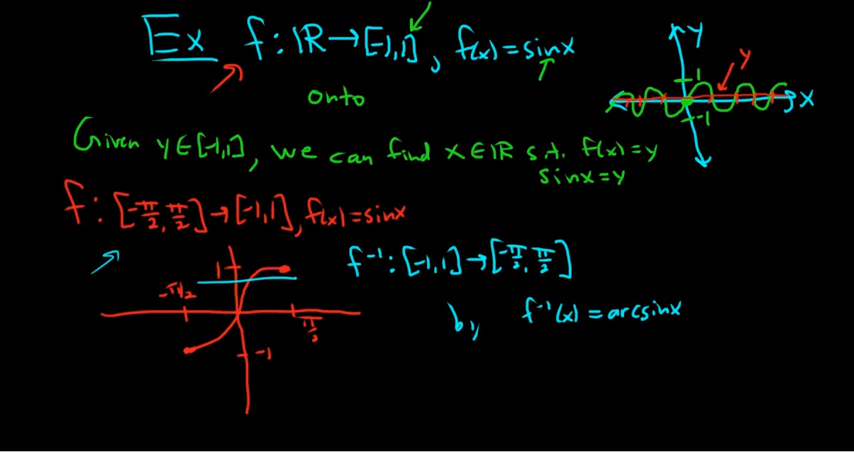 Ex f: ℝ→[-1,1], f(x)=sinx
onto
Given y∈[-1,1], we can find x∈ℝ s.t. f(x)=y
sinx=y
f: [-π/2, π/2]→[-1,1], f(x)=sinx
f⁻¹: [-1,1]→[-π/2, π/2]
by f⁻¹(x)=arcsinx
y
1
-1
y
x
1
-π/2
π/2
-1